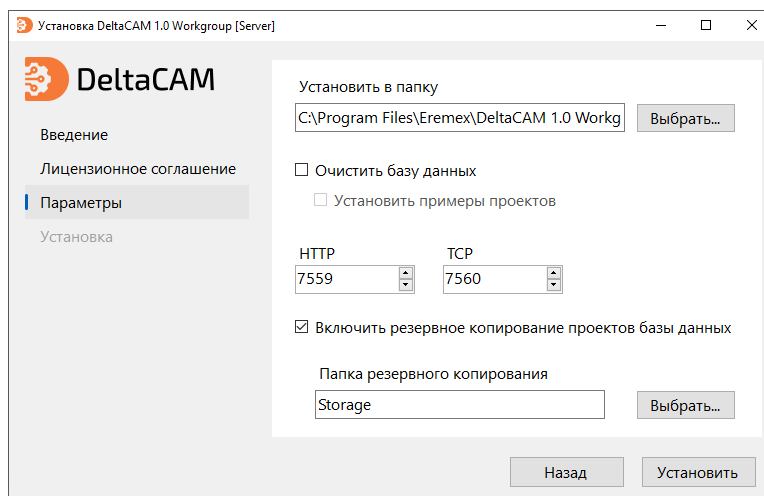 Установка DeltaCAM 1.0 Workgroup [Server]
DeltaCAM
Введение
Лицензионное соглашение
Параметры
Установка
Установить в папку
C:\Program Files\Eremex\DeltaCAM 1.0 Workg
Выбрать...
Очистить базу данных
Установить примеры проектов
HTTP
TCP
7559
7560
Включить резервное копирование проектов базы данных
Папка резервного копирования
Storage
Выбрать...
Назад
Установить